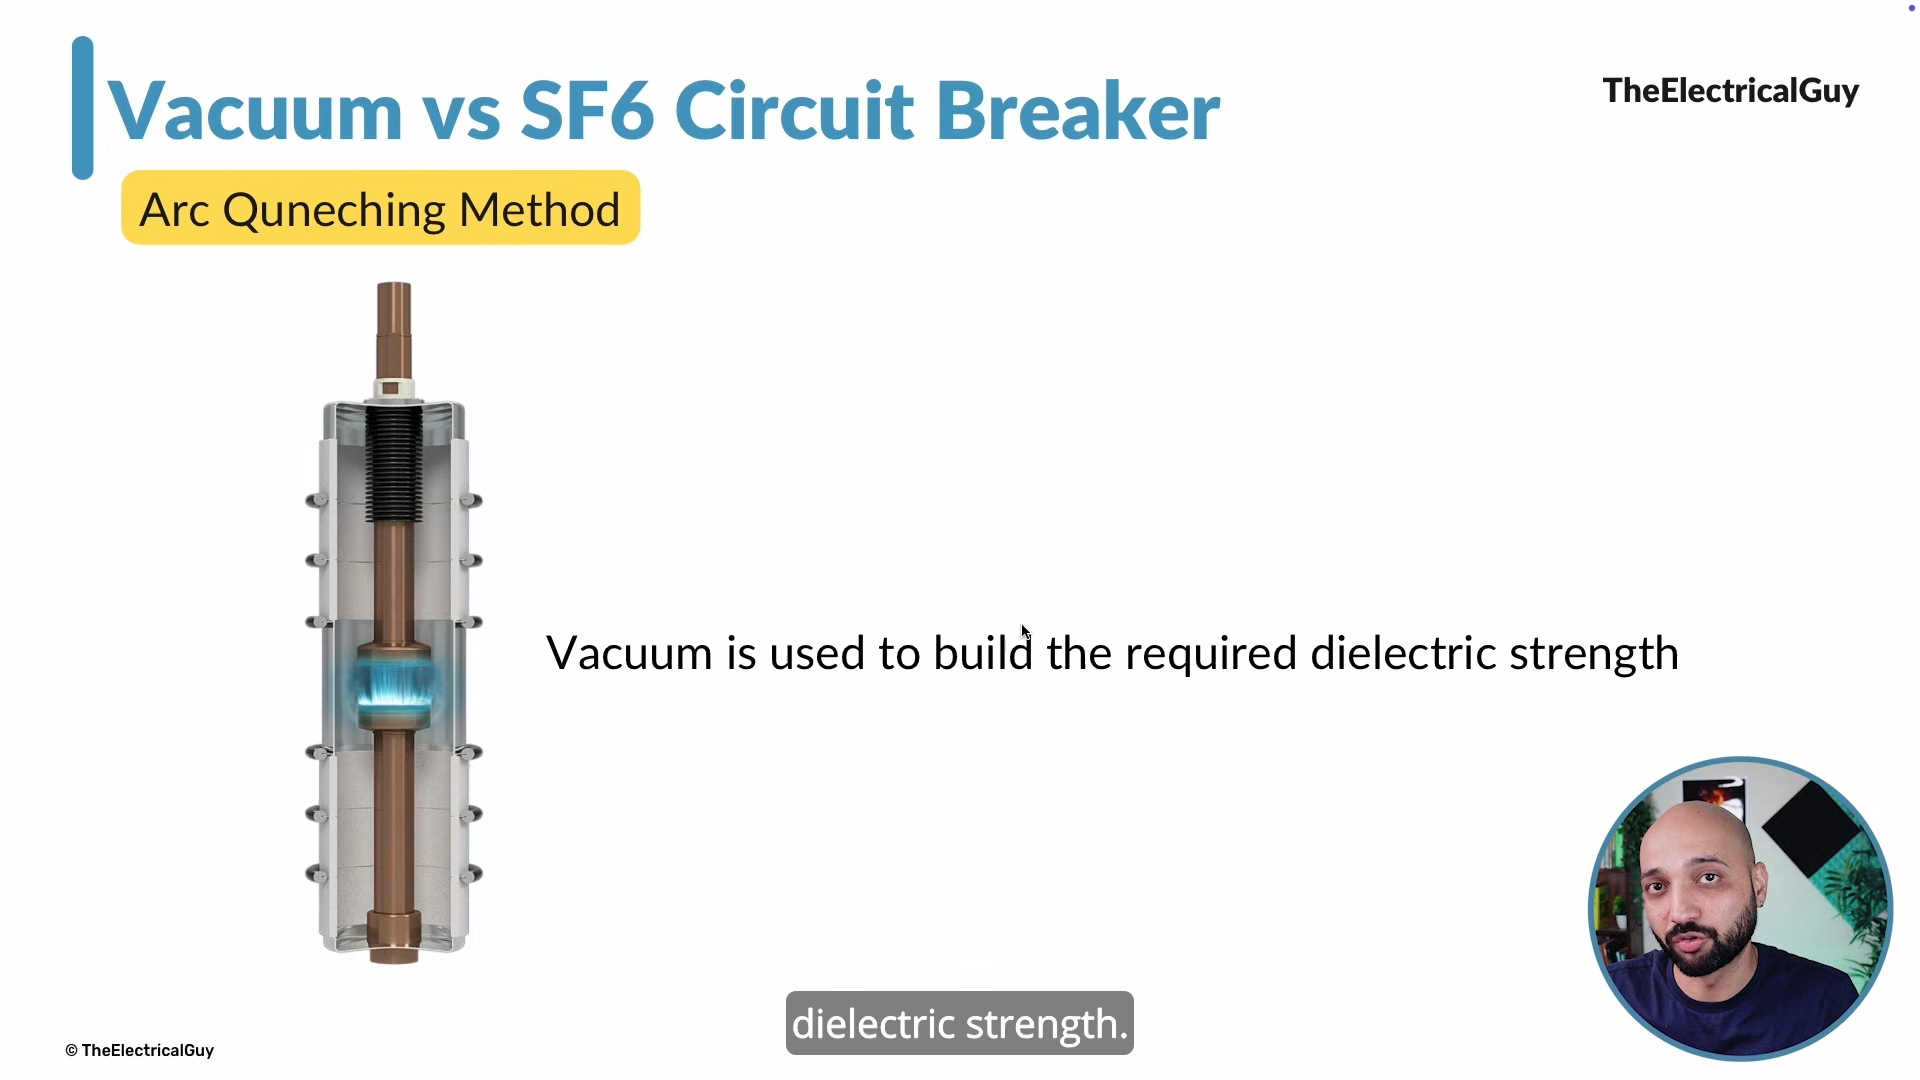 Vacuum vs SF6 Circuit Breaker
TheElectricalGuy
Arc Quneching Method
Vacuum is used to build the required dielectric strength
dielectric strength.
© TheElectricalGuy